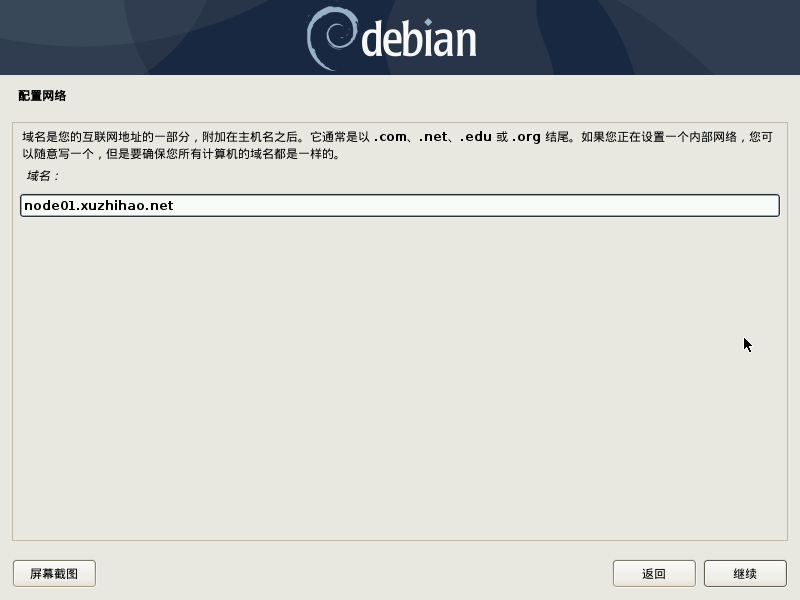 debian
配置网络
域名是您的互联网地址的一部分，附加在主机名之后。它通常是以 .com、.net、.edu 或 .org 结尾。如果您正在设置一个内部网络，您可
以随意写一个，但是要确保您所有计算机的域名都是一样的。
域名：
node01.xuzhihao.net
屏幕截图
返回
继续